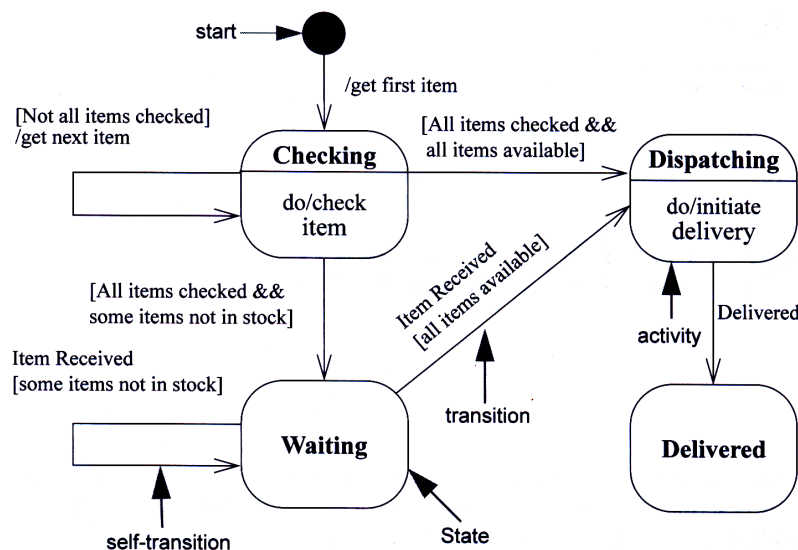 start
/get first item
[Not all items checked]
/get next item
[All items checked &&
all items available]
Checking
do/check
item
Dispatching
do/initiate
delivery
[All items checked &&
some items not in stock]
Item Received
[all items available]
activity
Delivered
Item Received
[some items not in stock]
transition
Waiting
Delivered
self-transition
State